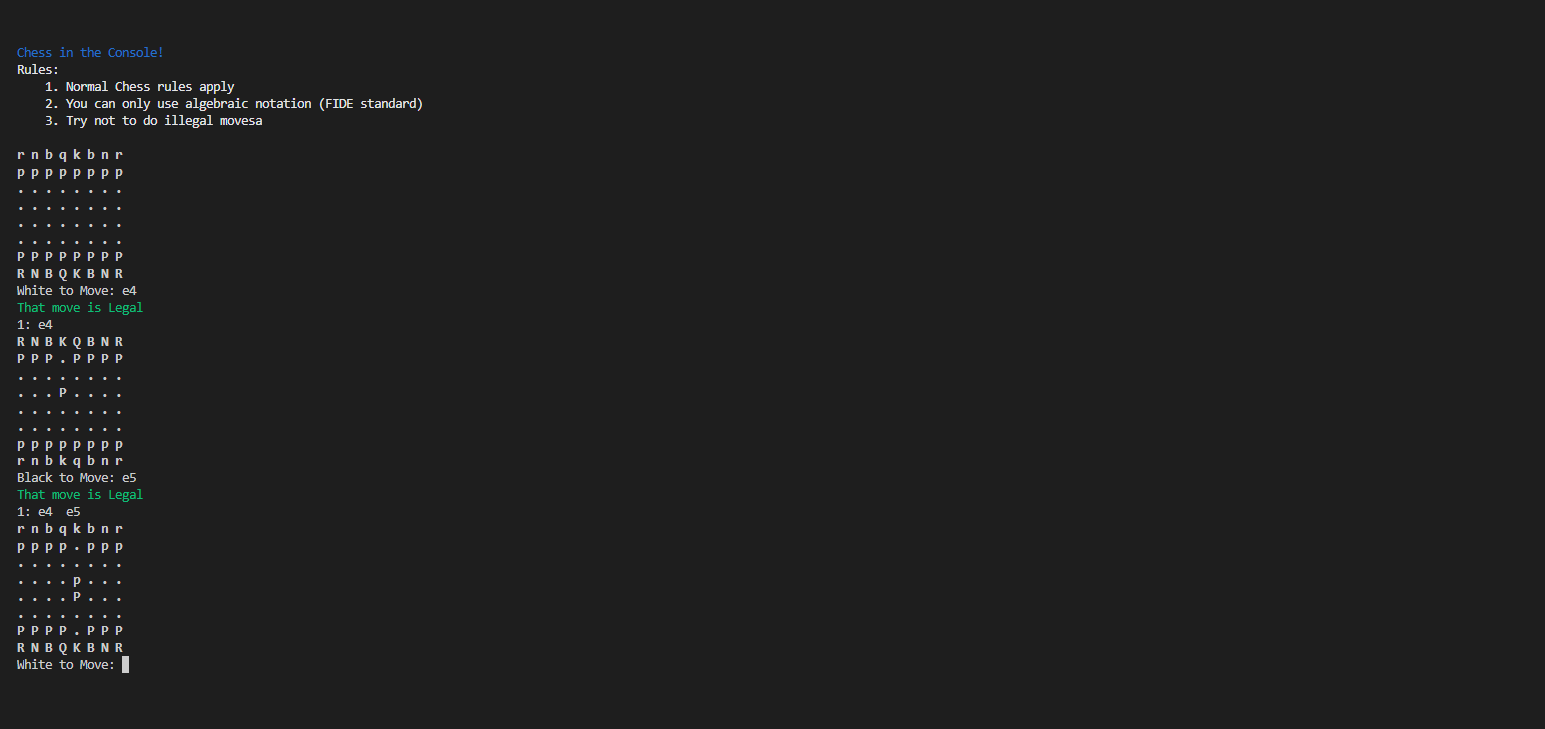 Chess in the Console!
Rules:
    1. Normal Chess rules apply
    2. You can only use algebraic notation (FIDE standard)
    3. Try not to do illegal movesa
r n b q k b n r
p p p p p p p p
. . . . . . . .
. . . . . . . .
. . . . . . . .
. . . . . . . .
P P P P P P P P
R N B Q K B N R
White to Move: e4
That move is Legal
1: e4
R N B K Q B N R
P P P . P P P P
. . . . . . . .
. . . P . . . .
. . . . . . . .
. . . . . . . .
p p p p p p p p
r n b k q b n r
Black to Move: e5
That move is Legal
1: e4  e5
r n b q k b n r
p p p p . p p p
. . . . . . . .
. . . . p . . .
. . . . P . . .
. . . . . . . .
P P P P . P P P
R N B Q K B N R
White to Move: